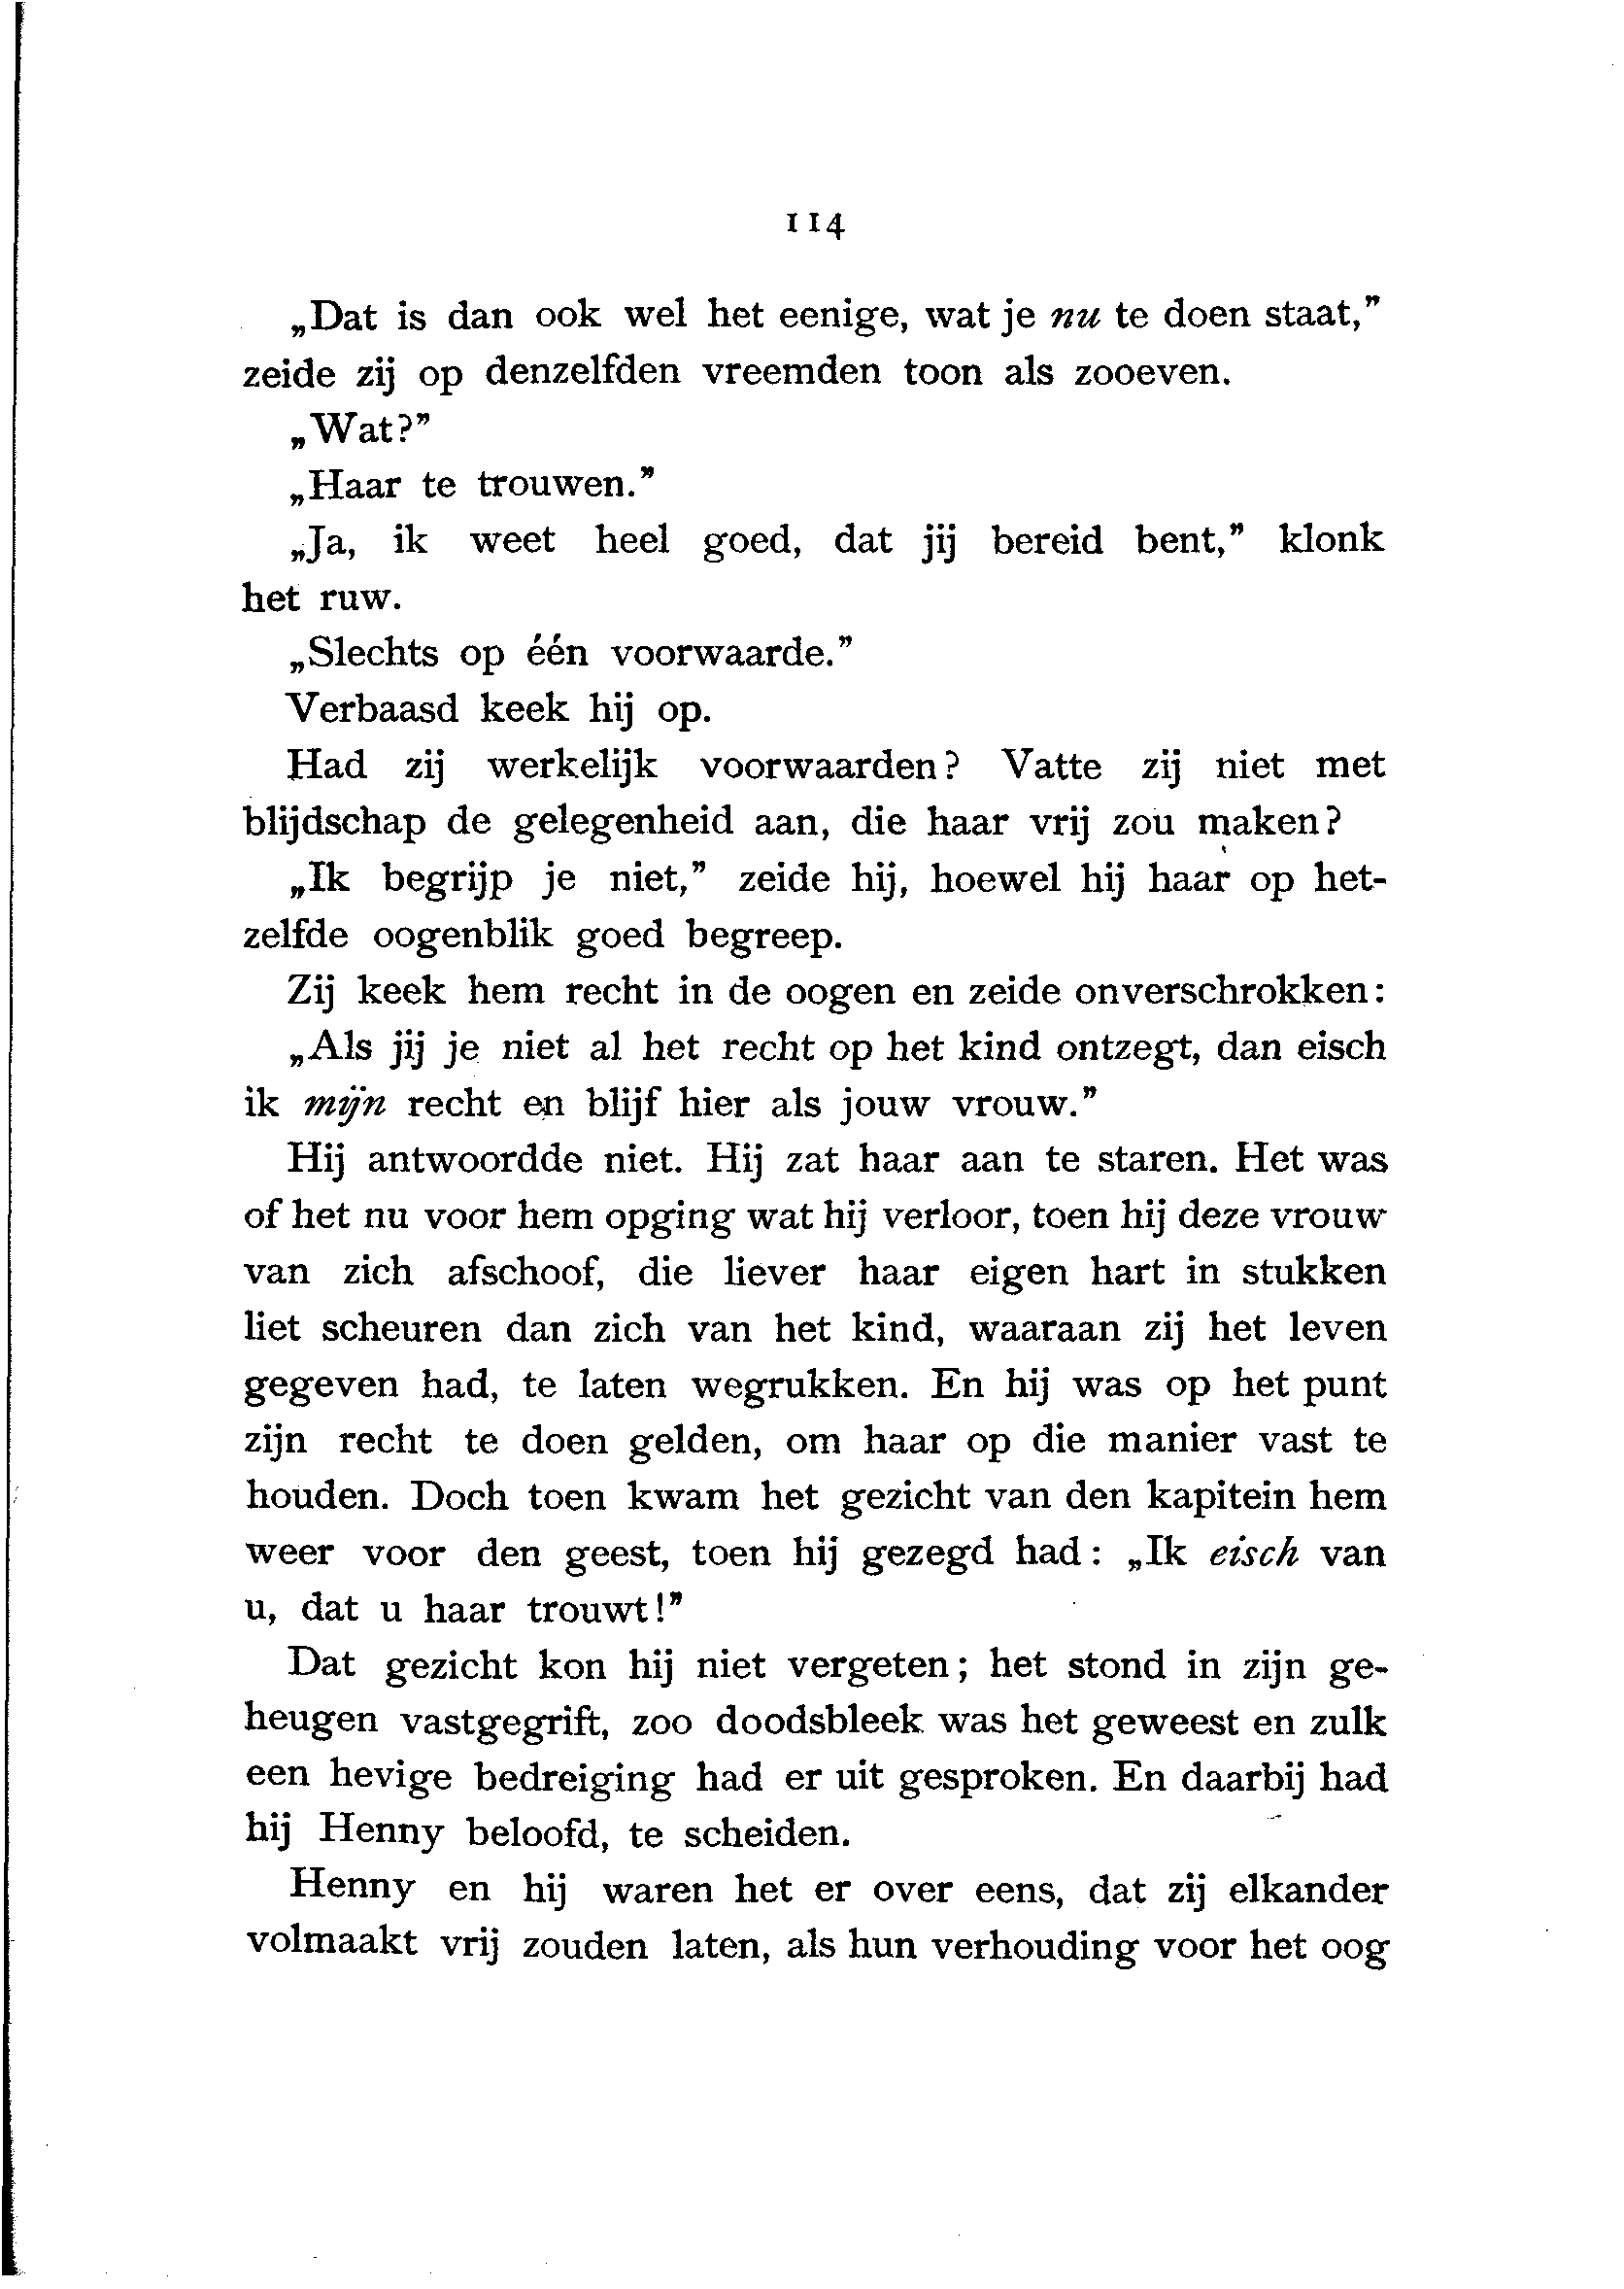 114
„Dat is dan ook wel het eenige, wat je nu te doen staat,”
zeide zij op denzelfden vreemden toon als zooeven.
„Wat?”
„Haar te trouwen.”
„Ja, ik weet heel goed, dat jij bereid bent,” klonk
het ruw.
„Slechts op één voorwaarde.”
Verbaasd keek hij op.
Had zij werkelijk voorwaarden? Vatte zij niet met
blijdschap de gelegenheid aan, die haar vrij zou maken?
„Ik begrijp je niet,” zeide hij, hoewel hij haar op het-
zelfde oogenblik goed begreep.
Zij keek hem recht in de oogen en zeide onverschrokken:
„Als jij je niet al het recht op het kind ontzegt, dan eisch
ik mijn recht en blijf hier als jouw vrouw.”
Hij antwoordde niet. Hij zat haar aan te staren. Het was
of het nu voor hem opging wat hij verloor, toen hij deze vrouw
van zich afschoof, die liever haar eigen hart in stukken
liet scheuren dan zich van het kind, waaraan zij het leven
gegeven had, te laten wegrukken. En hij was op het punt
zijn recht te doen gelden, om haar op die manier vast te
houden. Doch toen kwam het gezicht van den kapitein hem
weer voor den geest, toen hij gezegd had: „Ik eisch van
u, dat u haar trouwt!”
Dat gezicht kon hij niet vergeten; het stond in zijn ge-
heugen vastgegrift, zoo doodsbleek was het geweest en zulk
een hevige bedreiging had er uit gesproken. En daarbij had
hij Henny beloofd, te scheiden.
Henny en hij waren het er over eens, dat zij elkander
volmaakt vrij zouden laten, als hun verhouding voor het oog